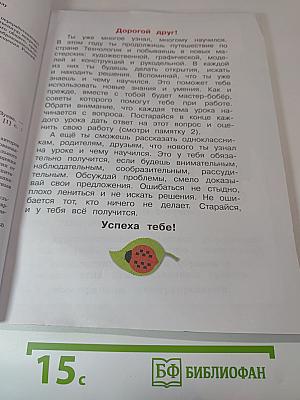 Дорогой друг!
Ты уже многое узнал, многому научился.
В этом году ты продолжишь путешествие по
стране Технология и побываешь в новых ма-
стерских: художественной, графической, моде-
лей и конструкций и рукодельной. В каждой
из них ты будешь делать открытия, искать
и находить решения. Вспоминай, что ты уже
знаешь и чему научился. Это поможет тебе
использовать новые знания и умения. Как и
прежде, вместе с тобой будет мастер-бобёр,
советы которого помогут тебе при работе.
Обрати внимание, что каждая тема урока начи-
нается с вопроса. Постарайся в конце каж-
дого урока дать ответ на этот вопрос и оце-
нить свою работу (смотри памятку 2).
А ещё ты сможешь рассказать одноклассни-
кам, родителям, друзьям, что нового ты узнал
на уроке и чему научился. Это у тебя обяза-
тельно получится, если будешь внимательным,
наблюдательным, сообразительным, рассуди-
тельным. Обсуждай проблемы, смело доказы-
вай свои предложения. Ошибаться не стыдно,
плохо лениться и не искать решения. Не оши-
бается тот, кто ничего не делает. Старайся,
и у тебя всё получится.
Успеха тебе!
15 с
БФ БИБЛИОФАН